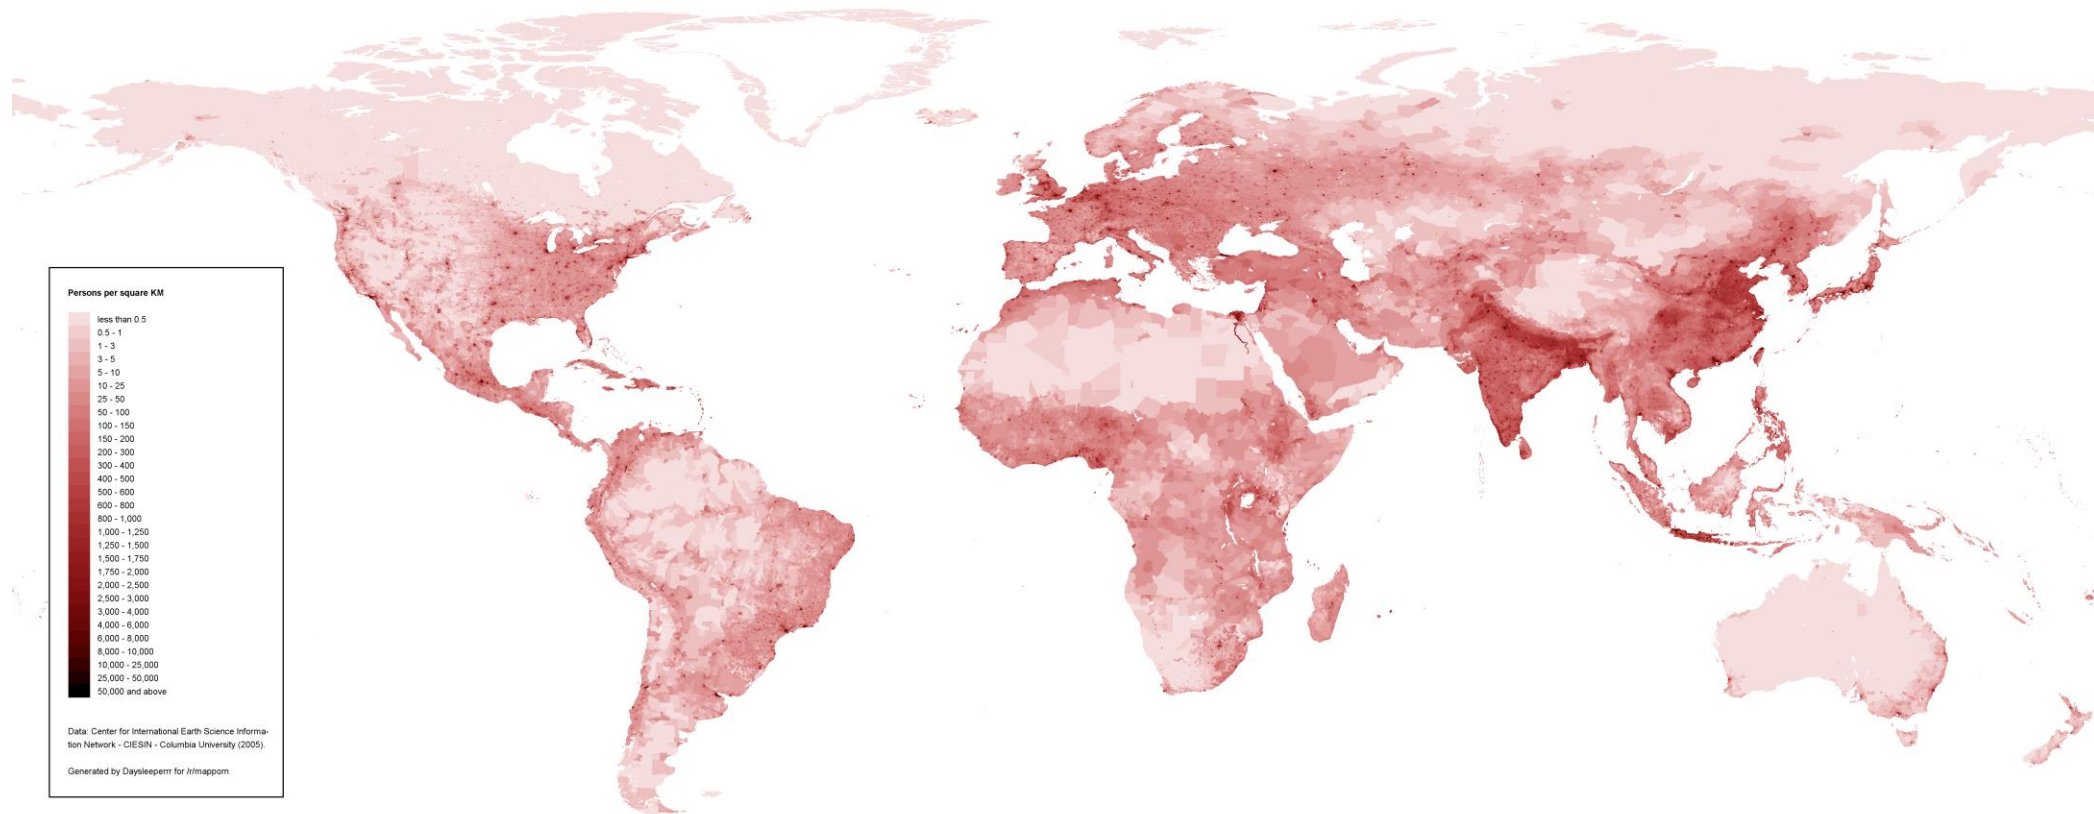 Persons per square KM
less than 0.5
0.5 - 1
1 - 3
3 - 5
5 - 10
10 - 25
25 - 50
50 - 100
100 - 150
150 - 200
200 - 300
300 - 400
400 - 500
500 - 600
600 - 800
800 - 1,000
1,000 - 1,250
1,250 - 1,500
1,500 - 1,750
1,750 - 2,000
2,000 - 2,500
2,500 - 3,000
3,000 - 4,000
4,000 - 6,000
6,000 - 8,000
8,000 - 10,000
10,000 - 25,000
25,000 - 50,000
50,000 and above
Data: Center for International Earth Science Informa-
tion Network - CIESIN - Columbia University (2005).
Generated by Daysleeperrr for /r/mapporn